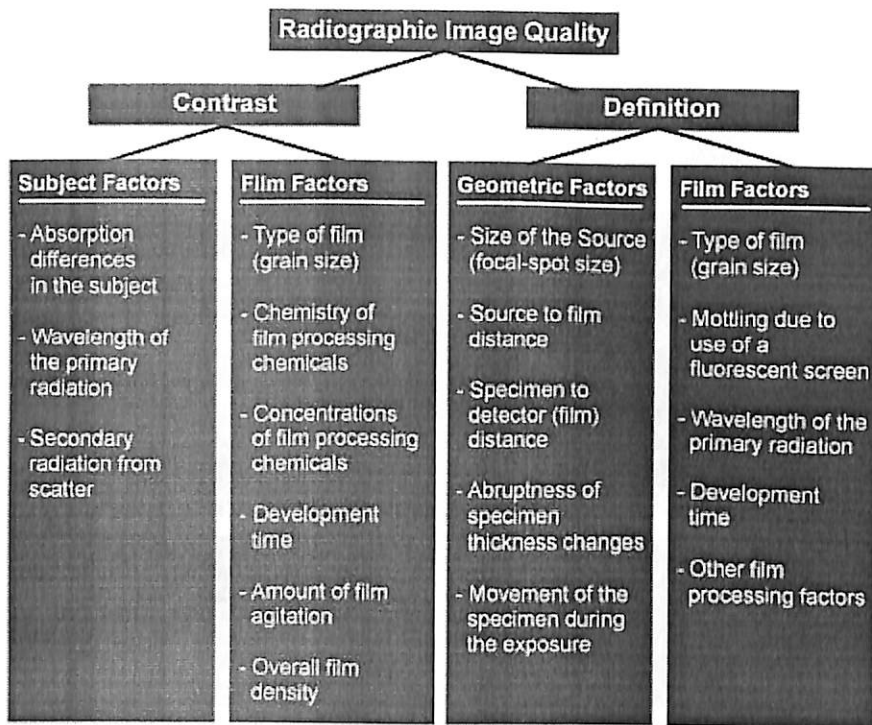 Radiographic Image Quality
Contrast
Definition
Subject Factors
- Absorption
differences
in the subject
- Wavelength of
the primary
radiation
- Secondary
radiation from
scatter
Film Factors
- Type of film
(grain size)
- Chemistry of
film processing
chemicals
- Concentrations
of film processing
chemicals
- Development
time
- Amount of film
agitation
- Overall film
density
Geometric Factors
- Size of the Source
(focal-spot size)
- Source to film
distance
- Specimen to
detector (film)
distance
- Abruptness of
specimen
thickness changes
- Movement of the
specimen during
the exposure
Film Factors
- Type of film
(grain size)
- Mottling due to
use of a
fluorescent screen
- Wavelength of the
primary radiation
- Development
time
- Other film
processing factors